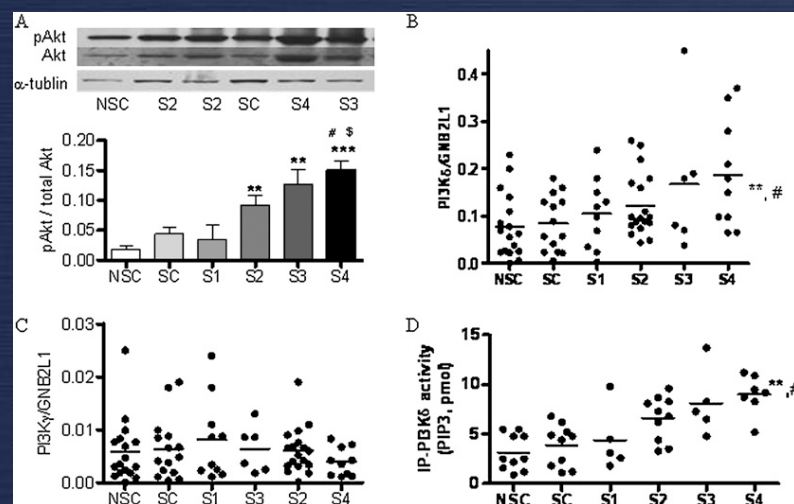 A
pAkt
Akt
α-tublin
NSC S2 S2 SC S4 S3
pAkt / total Akt
0.20
0.15
0.10
0.05
0.00
** ** *** # $
NSC SC S1 S2 S3 S4
B
PI3Kδ/GNB2L1
0.4
0.3
0.2
0.1
0.0
**, #
NSC SC S1 S2 S3 S4
C
PI3Kγ/GNB2L1
0.03
0.02
0.01
0.00
NSC SC S1 S3 S2 S4
D
IP-PI3Kδ activity
(PIP3, pmol)
15
10
5
0
**, #
NSC SC S1 S2 S3 S4